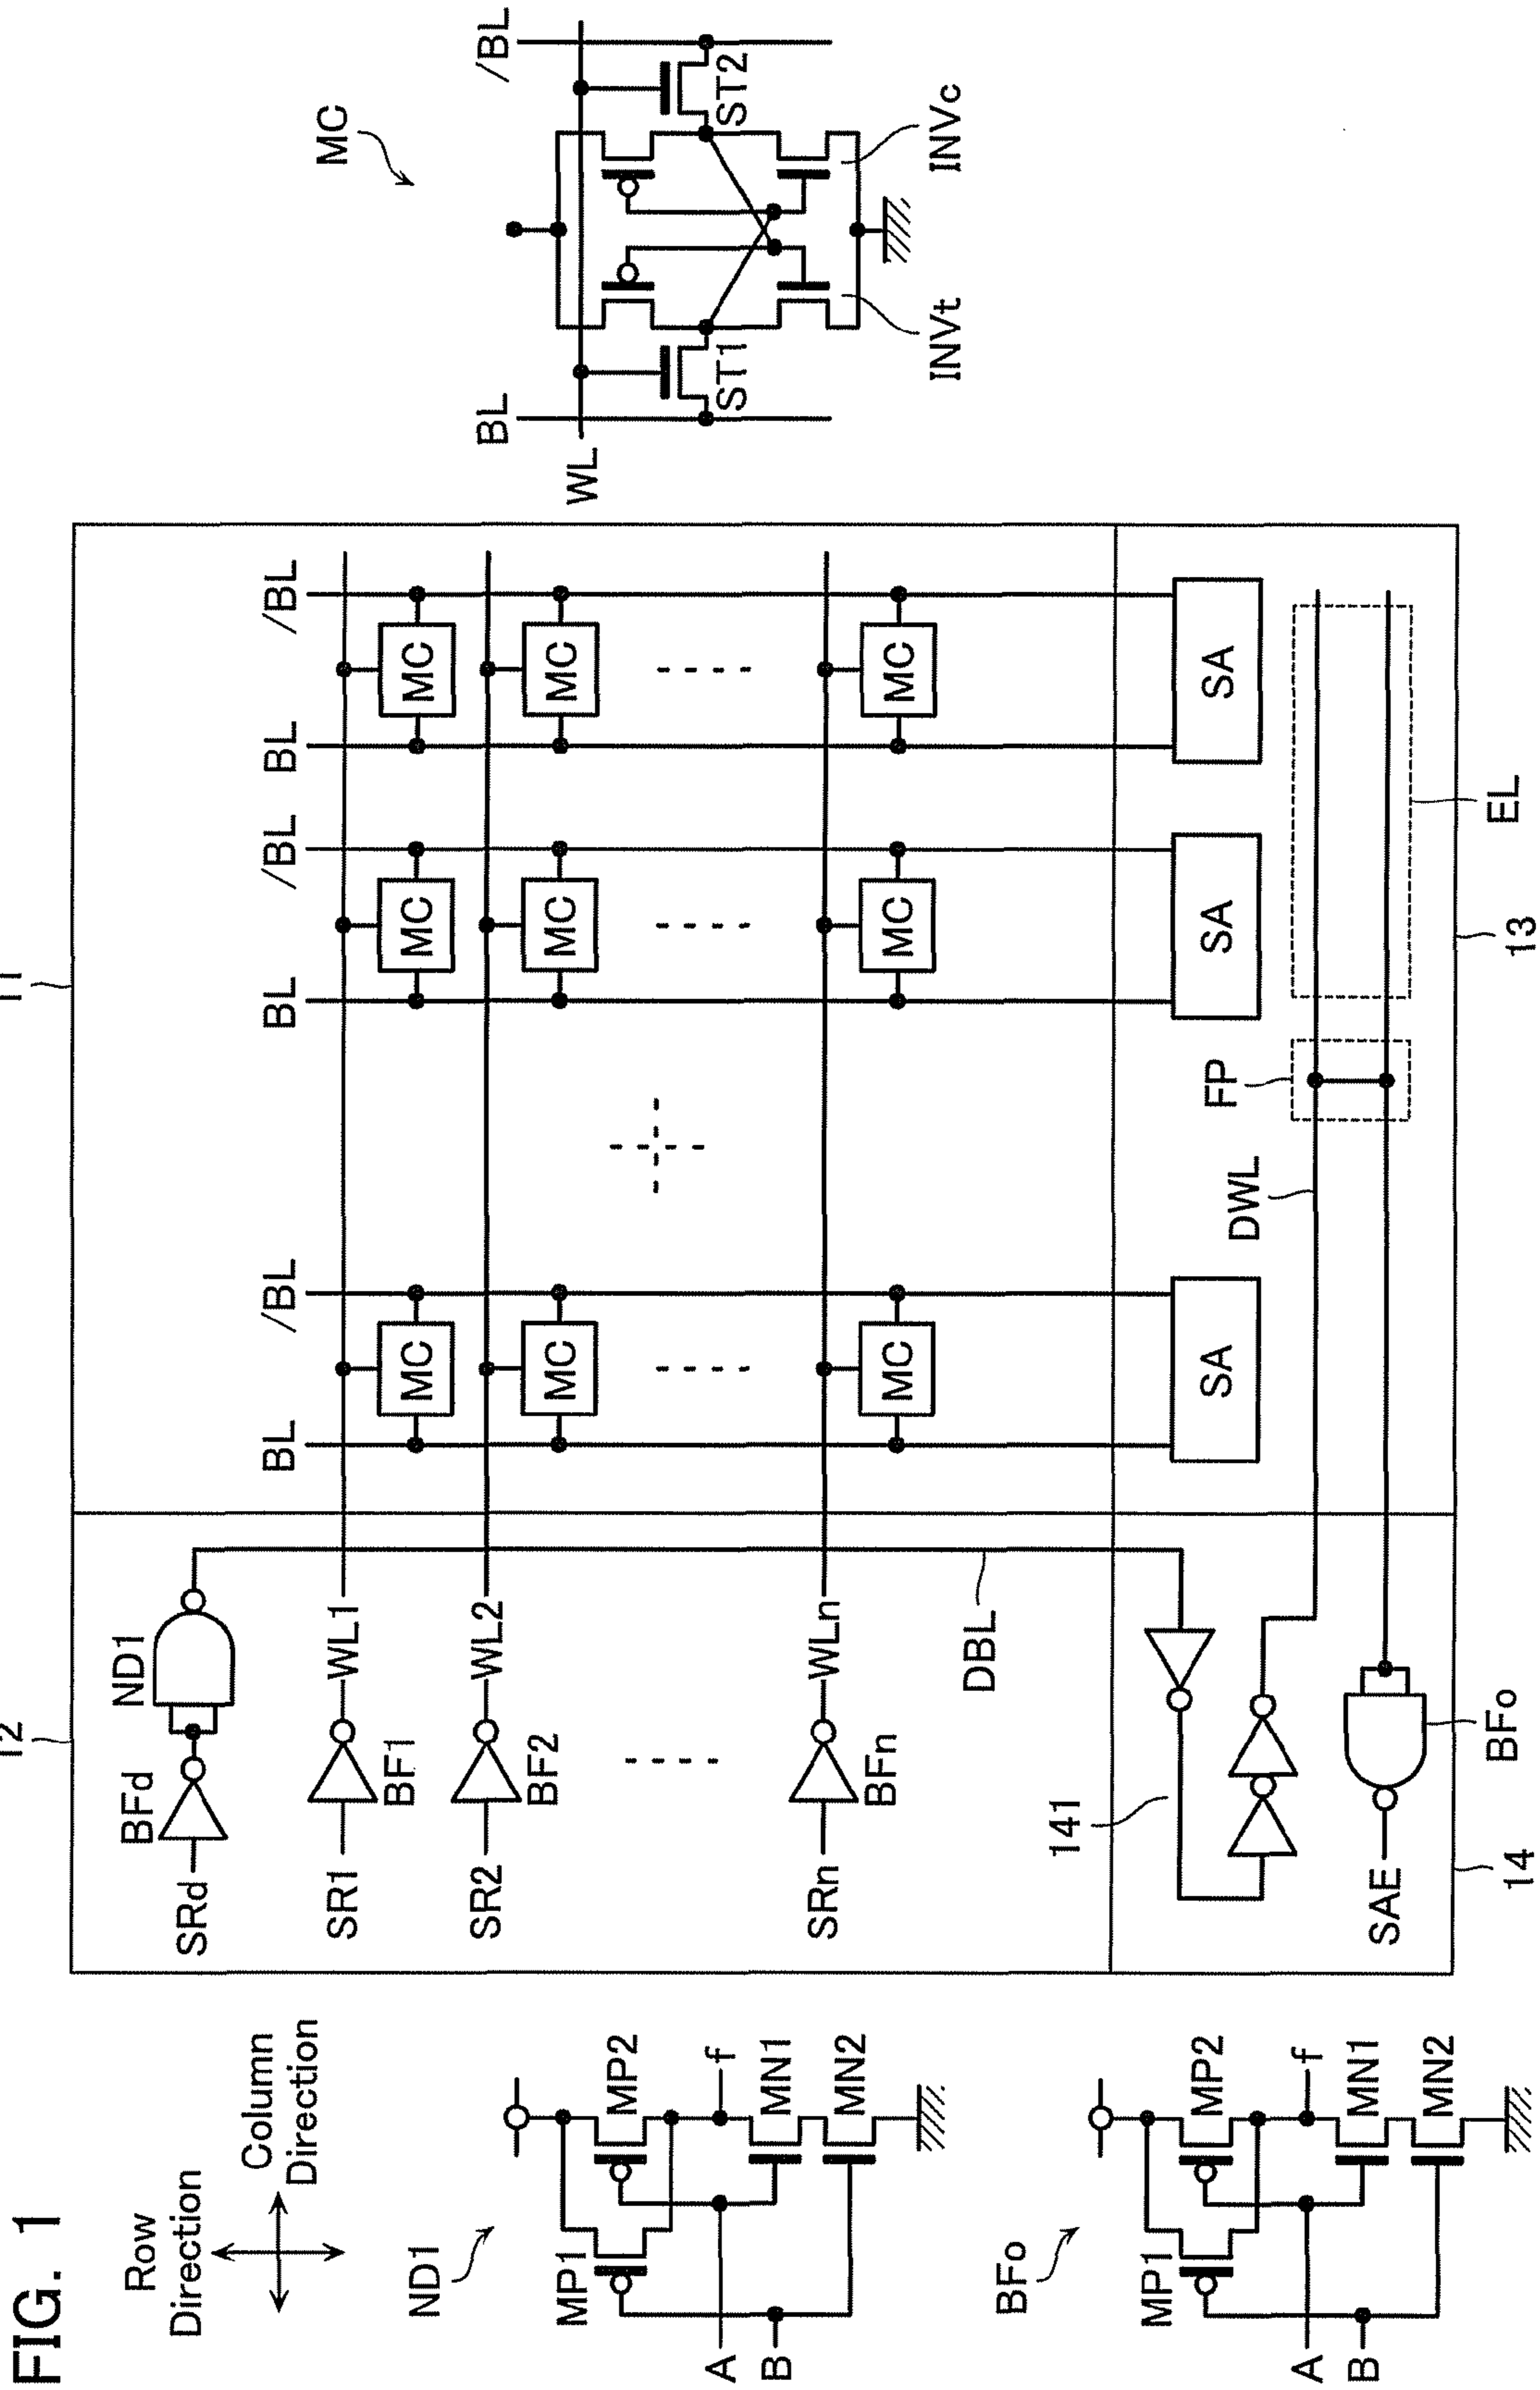 FIG. 1
Row
Direction
Column
Direction
ND1
MP1
MP2
A
B
f
MN1
MN2
BFo
MP1
MP2
A
B
f
MN1
MN2
12
11
SRd
BFd
ND1
SR1
BF1
WL1
SR2
BF2
WL2
SRn
BFn
WLn
DBL
BL
/BL
BL
/BL
BL
/BL
MC
MC
MC
MC
MC
MC
MC
MC
MC
SA
SA
SA
141
DWL
FP
SAE
BFo
14
13
EL
MC
BL
/BL
WL
ST1
ST2
INVt
INVc